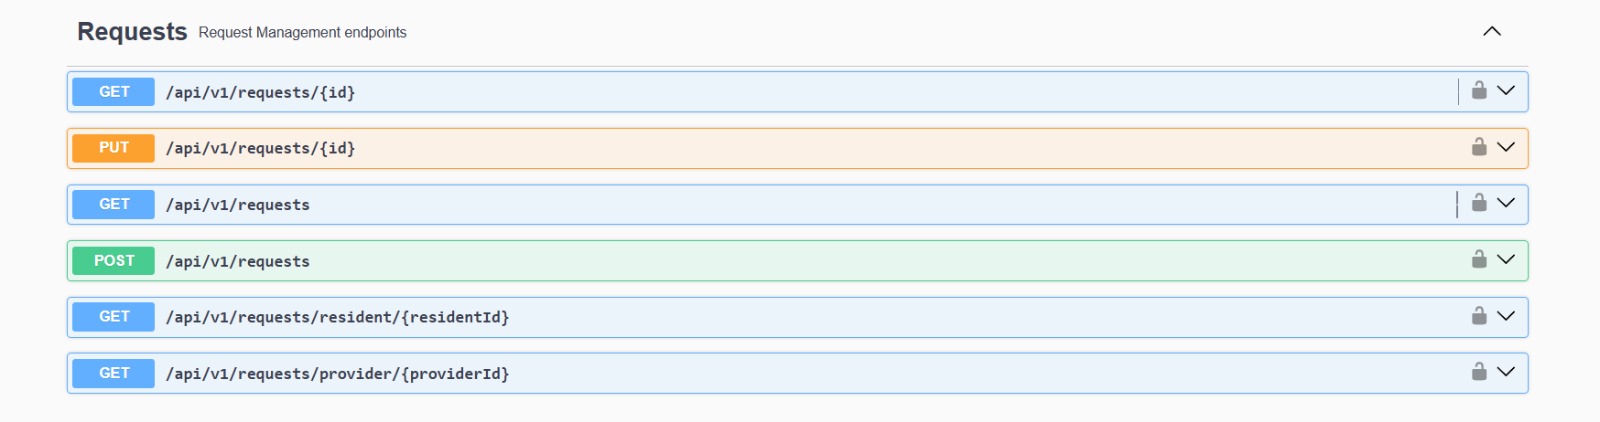 Requests Request Management endpoints
GET /api/v1/requests/{id}
PUT /api/v1/requests/{id}
GET /api/v1/requests
POST /api/v1/requests
GET /api/v1/requests/resident/{residentId}
GET /api/v1/requests/provider/{providerId}